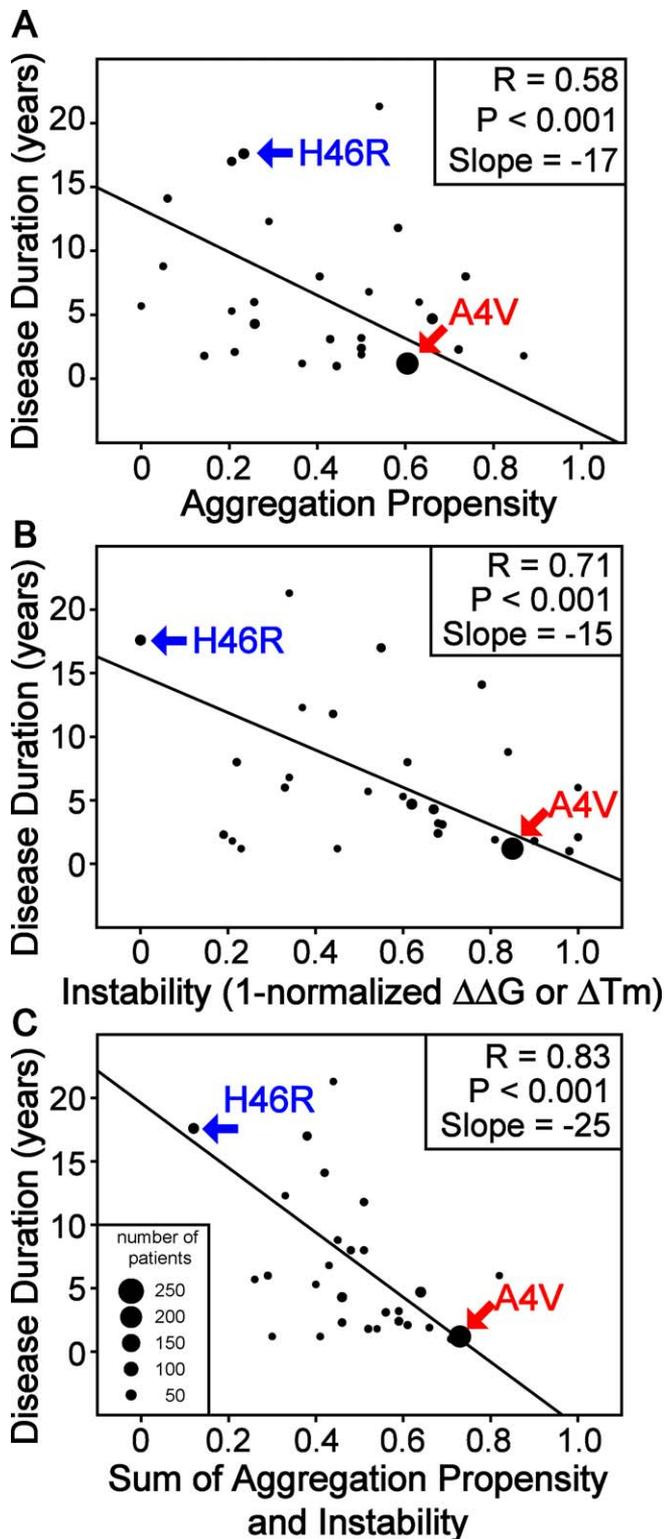 A
Disease Duration (years)
20
15
10
5
0
R = 0.58
P < 0.001
Slope = -17
H46R
A4V
0 0.2 0.4 0.6 0.8 1.0
Aggregation Propensity
B
Disease Duration (years)
20
15
10
5
0
R = 0.71
P < 0.001
Slope = -15
H46R
A4V
0 0.2 0.4 0.6 0.8 1.0
Instability (1-normalized ΔΔG or ΔTm)
C
Disease Duration (years)
20
15
10
5
0
R = 0.83
P < 0.001
Slope = -25
H46R
number of
patients
250
200
150
100
50
A4V
0 0.2 0.4 0.6 0.8 1.0
Sum of Aggregation Propensity
and Instability